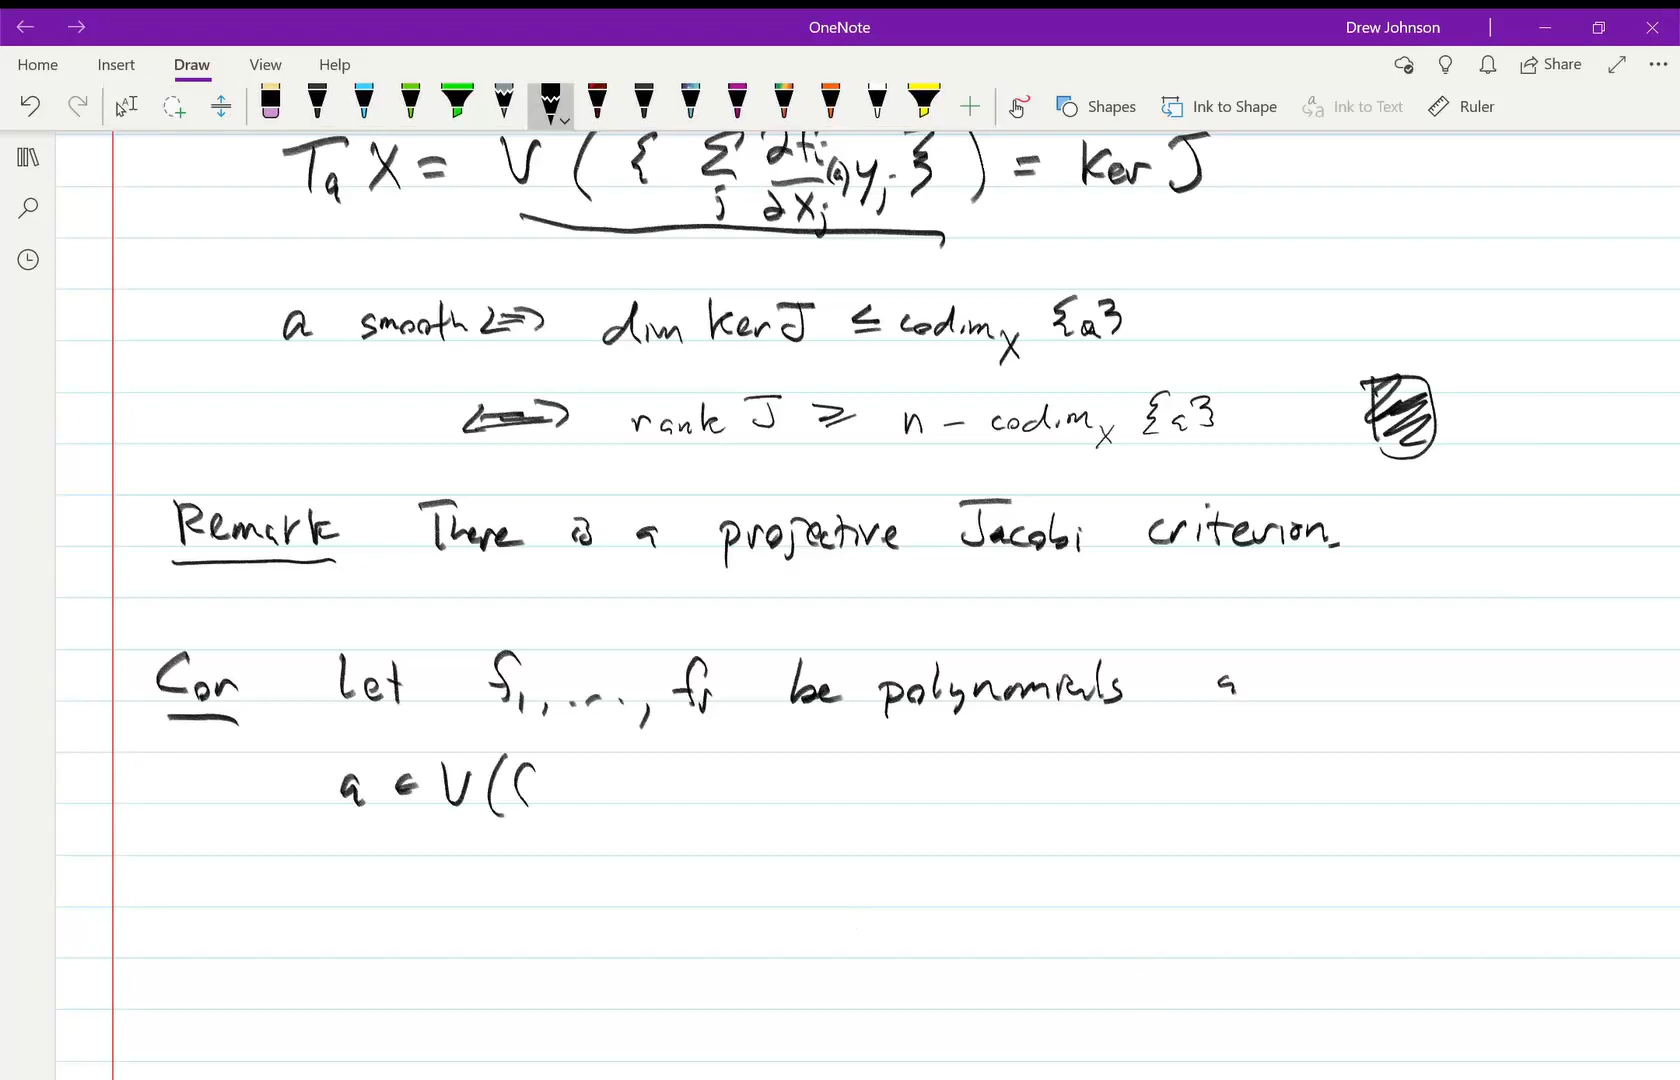 OneNote
Drew Johnson
Home Insert Draw View Help
Share
Shapes Ink to Shape Ink to Text Ruler
T_a X = V ( { Σ_j ∂f_i/∂x_j (a) y_j } ) = ker J
a smooth ⟺ dim ker J ≤ codim_X {a}
⟺ rank J ≥ n - codim_X {a}
Remark There is a projective Jacobi criterion.
Cor Let f_1, ..., f_r be polynomials a
a ∈ V((